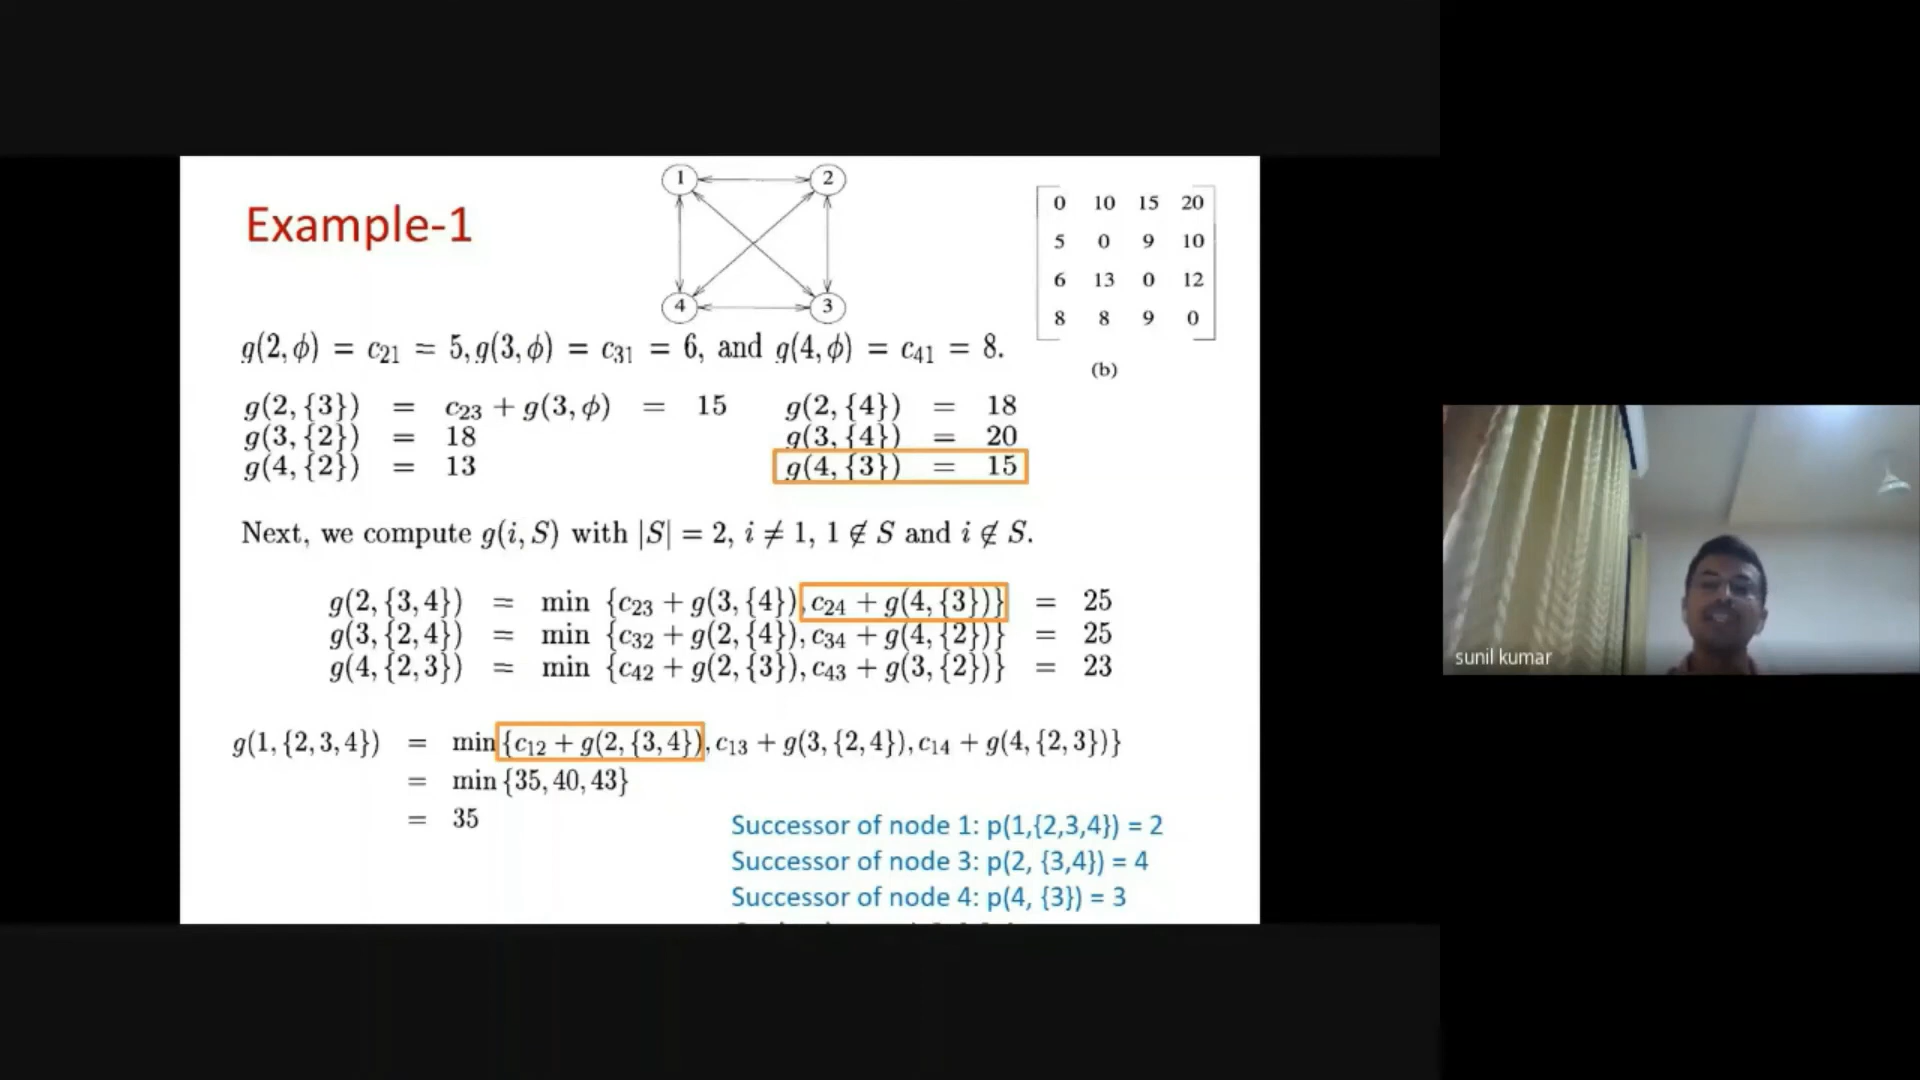 Example-1
1 2
4 3
0 10 15 20
5 0 9 10
6 13 0 12
8 8 9 0
(b)
g(2, ϕ) = c21 = 5, g(3, ϕ) = c31 = 6, and g(4, ϕ) = c41 = 8.
g(2, {3}) = c23 + g(3, ϕ) = 15 g(2, {4}) = 18
g(3, {2}) = 18 g(3, {4}) = 20
g(4, {2}) = 13 g(4, {3}) = 15
Next, we compute g(i, S) with |S| = 2, i ≠ 1, 1 ∉ S and i ∉ S.
g(2, {3, 4}) = min {c23 + g(3, {4}), c24 + g(4, {3})} = 25
g(3, {2, 4}) = min {c32 + g(2, {4}), c34 + g(4, {2})} = 25
g(4, {2, 3}) = min {c42 + g(2, {3}), c43 + g(3, {2})} = 23
g(1, {2, 3, 4}) = min {c12 + g(2, {3, 4}), c13 + g(3, {2, 4}), c14 + g(4, {2, 3})}
= min {35, 40, 43}
= 35
Successor of node 1: p(1,{2,3,4}) = 2
Successor of node 3: p(2, {3,4}) = 4
Successor of node 4: p(4, {3}) = 3
sunil kumar